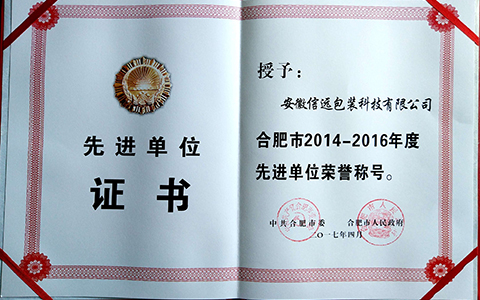 先进单位
证书
授予：
安徽信远包装科技有限公司
合肥市2014-2016年度
先进单位荣誉称号。
中共合肥市委 合肥市人民政府
二〇一七年四月